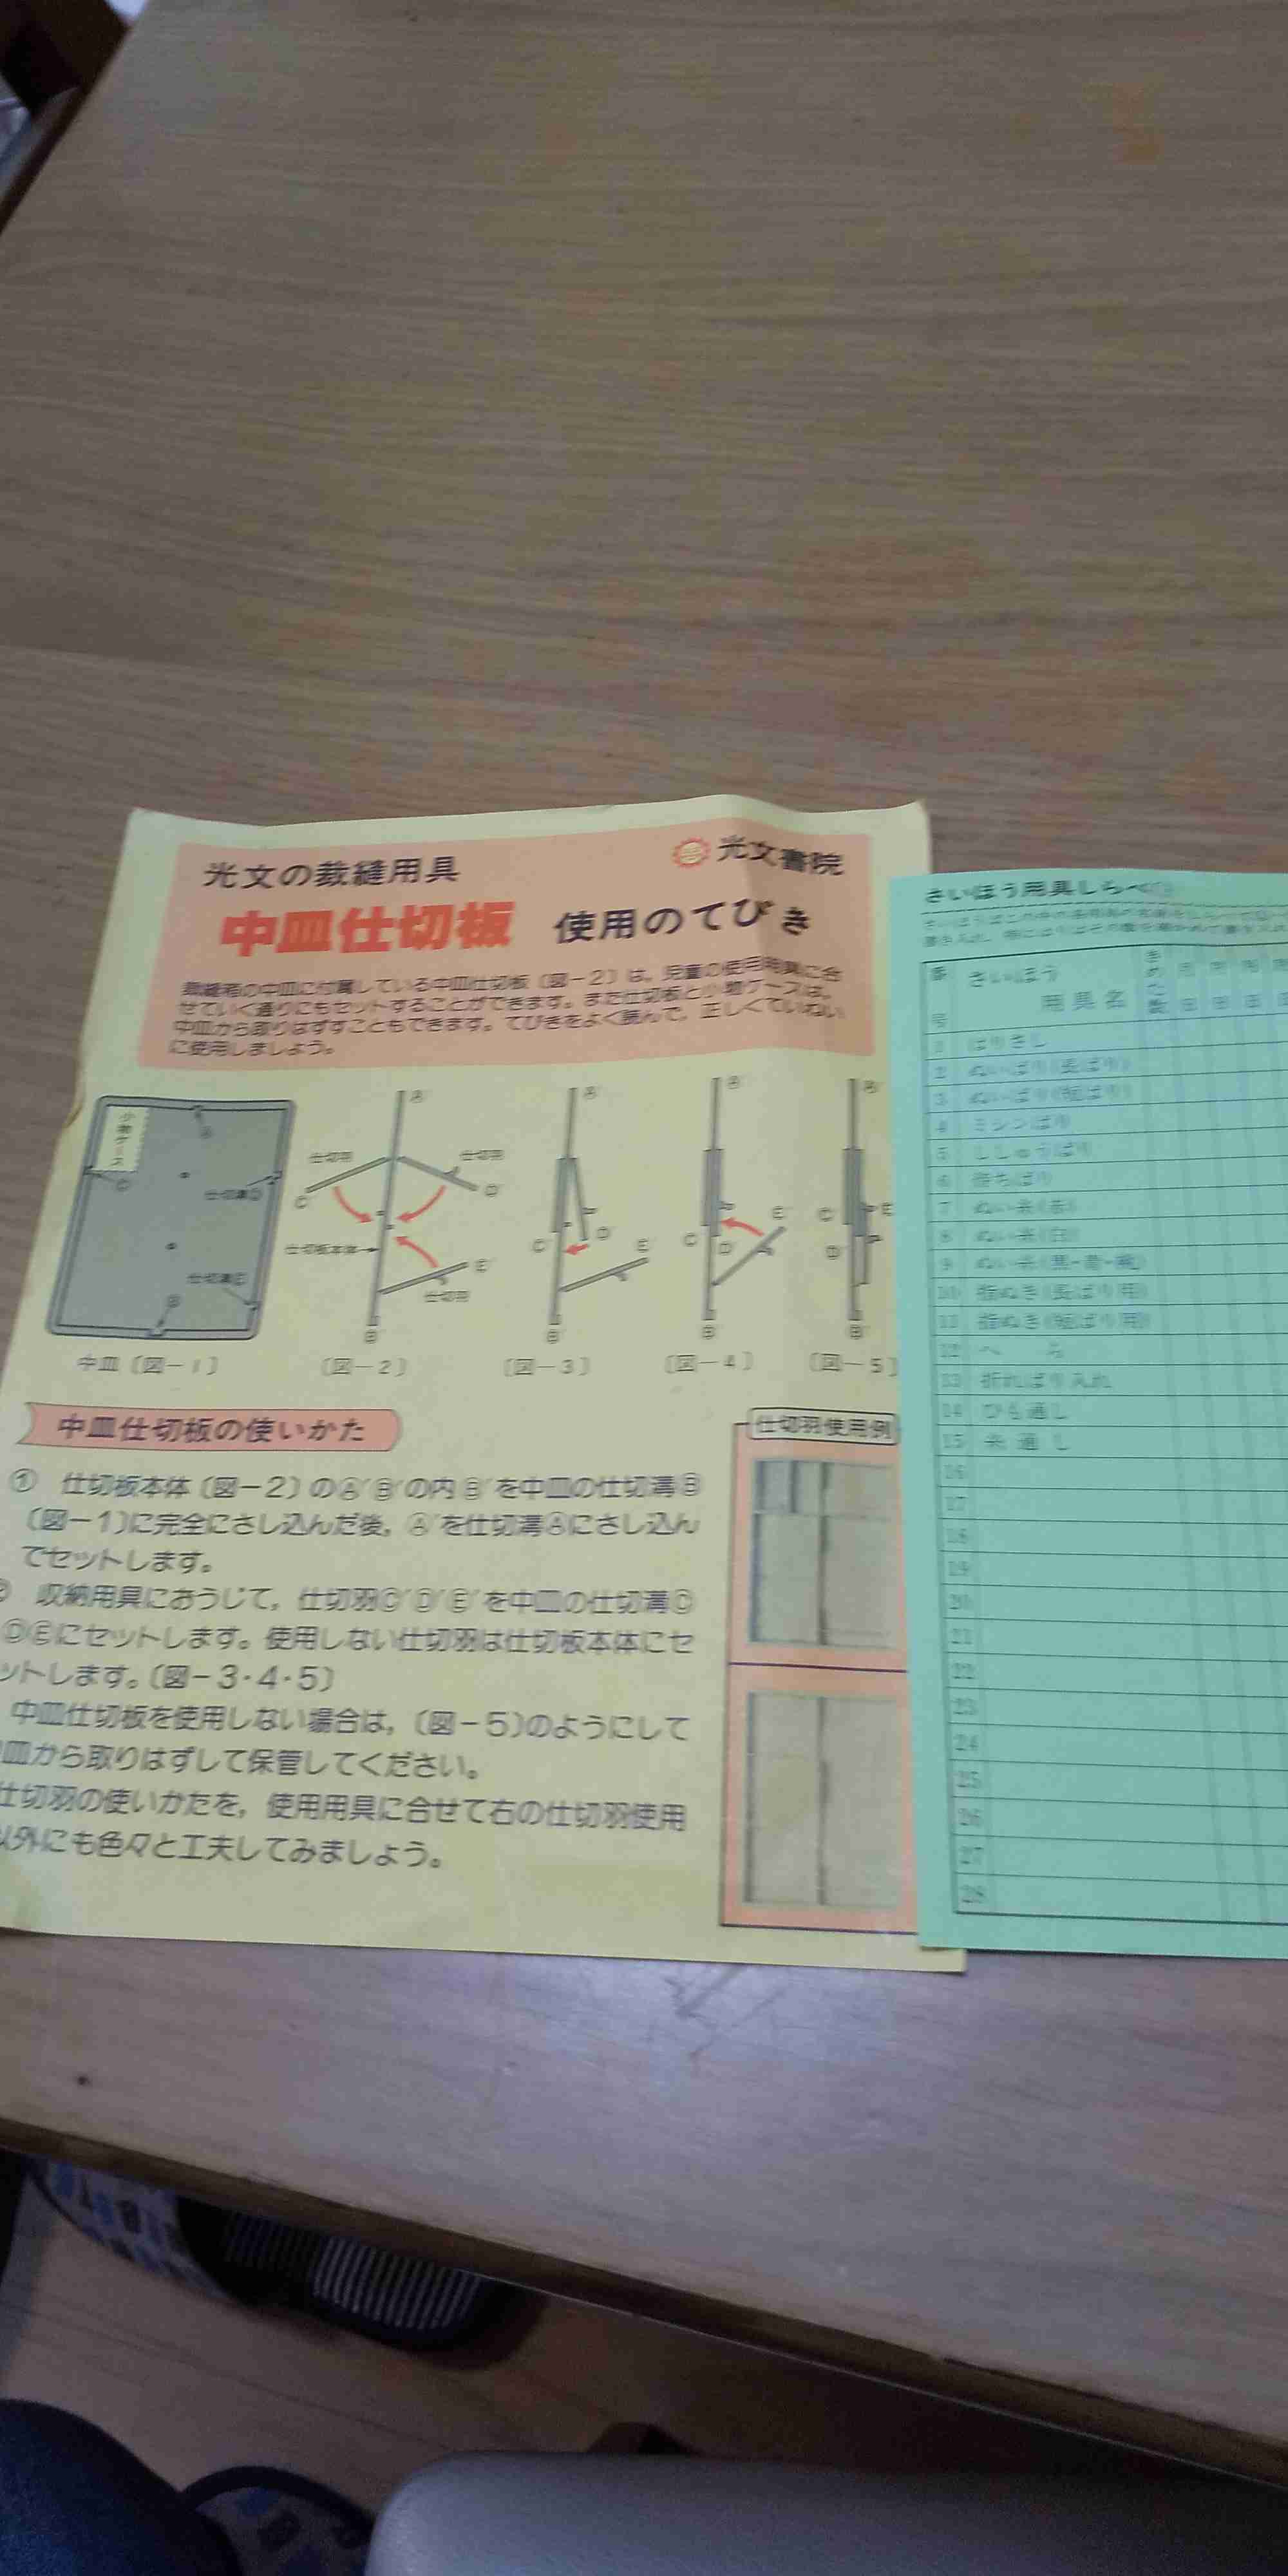 光文の裁縫用具
光文書院
中皿仕切板 使用のてびき
裁縫箱の中皿に付属している中皿仕切板〔図-2〕は、児童の使用用具に合
せていく通りにもセットすることができます。また仕切板と小物ケースは、
中皿から取りはずすこともできます。てびきをよく読んで、正しくていねい
に使用しましょう。
小物ケース
仕切溝Ⓓ
仕切溝Ⓔ
中皿〔図-1〕
仕切羽
仕切羽
仕切板本体
仕切羽
〔図-2〕
〔図-3〕
〔図-4〕
〔図-5〕
中皿仕切板の使いかた
① 仕切板本体〔図-2〕のⒶ′Ⓑ′の内Ⓑ′を中皿の仕切溝Ⓑ
〔図-1〕に完全にさし込んだ後、Ⓐ′を仕切溝Ⓐにさし込ん
でセットします。
収納用具におうじて、仕切羽Ⓒ′Ⓓ′Ⓔ′を中皿の仕切溝Ⓒ
ⒹⒺにセットします。使用しない仕切羽は仕切板本体にセ
ットします。〔図-3・4・5〕
中皿仕切板を使用しない場合は、〔図-5〕のようにして
皿から取りはずして保管してください。
仕切羽の使いかたを、使用用具に合せて右の仕切羽使用
以外にも色々と工夫してみましょう。
仕切羽使用例
さいほう用具しらべ
番号 さいほう用具名 きめた数 月 日 月 日 月 日
1 はりさし
2 ぬいばり(長ばり)
3 ぬいばり(短ばり)
4 ミシンばり
5 ししゅうばり
6 待ちばり
7 ぬい糸(赤)
8 ぬい糸(白)
9 ぬい糸(黒・青・桃)
10 指ぬき(長ばり用)
11 指ぬき(短ばり用)
12 へら
13 折ればり入れ
14 ひも通し
15 糸通し
16
17
18
19
20
21
22
23
24
25
26
27
28